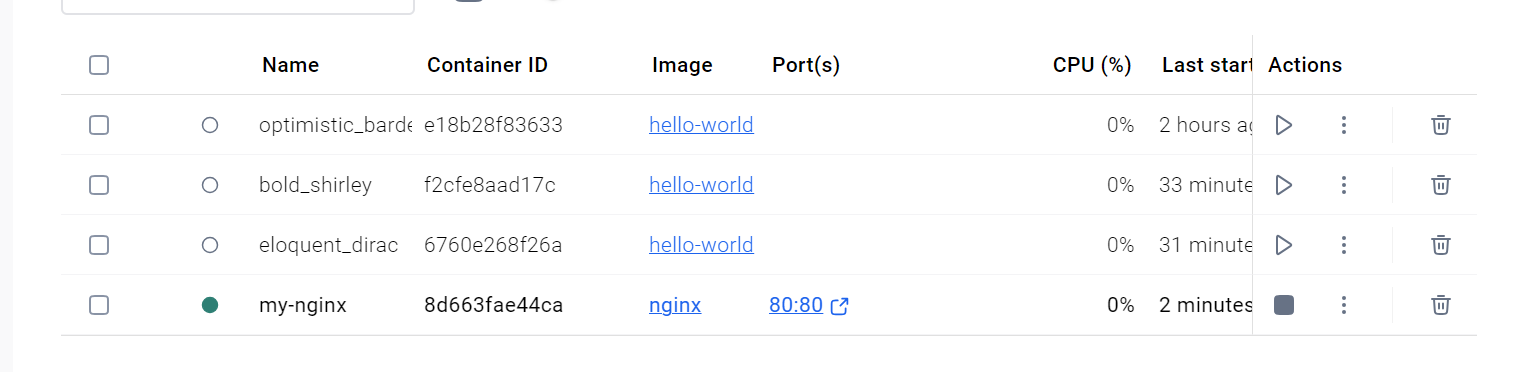 Name Container ID Image Port(s) CPU (%) Last start Actions
optimistic_barde e18b28f83633 hello-world 0% 2 hours ag
bold_shirley f2cfe8aad17c hello-world 0% 33 minute
eloquent_dirac 6760e268f26a hello-world 0% 31 minute
my-nginx 8d663fae44ca nginx 80:80 0% 2 minutes